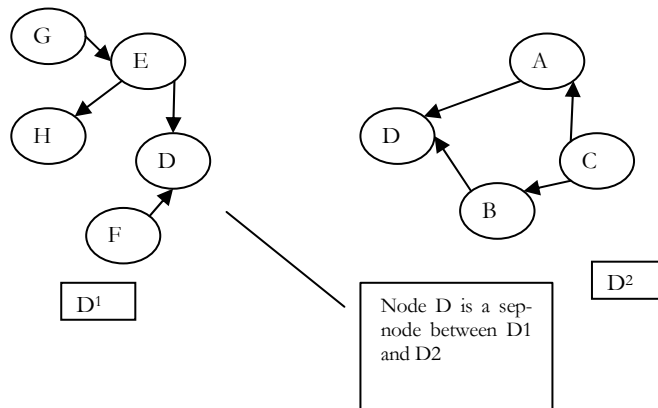 G
E
A
H
D
D
C
B
F
D¹
D²
Node D is a sep-
node between D1
and D2